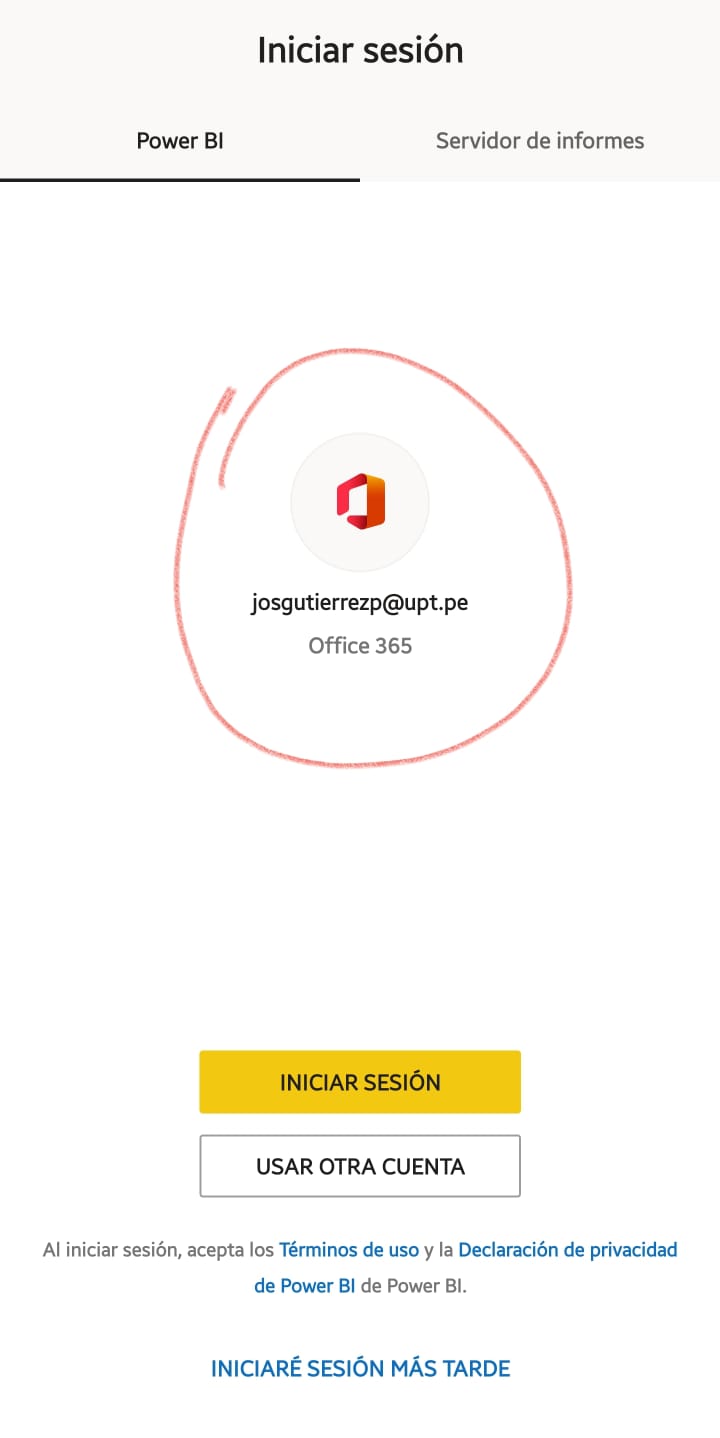 Iniciar sesión
Power BI
Servidor de informes
josgutierrezp@upt.pe
Office 365
INICIAR SESIÓN
USAR OTRA CUENTA
Al iniciar sesión, acepta los Términos de uso y la Declaración de privacidad
de Power BI de Power BI.
INICIARÉ SESIÓN MÁS TARDE